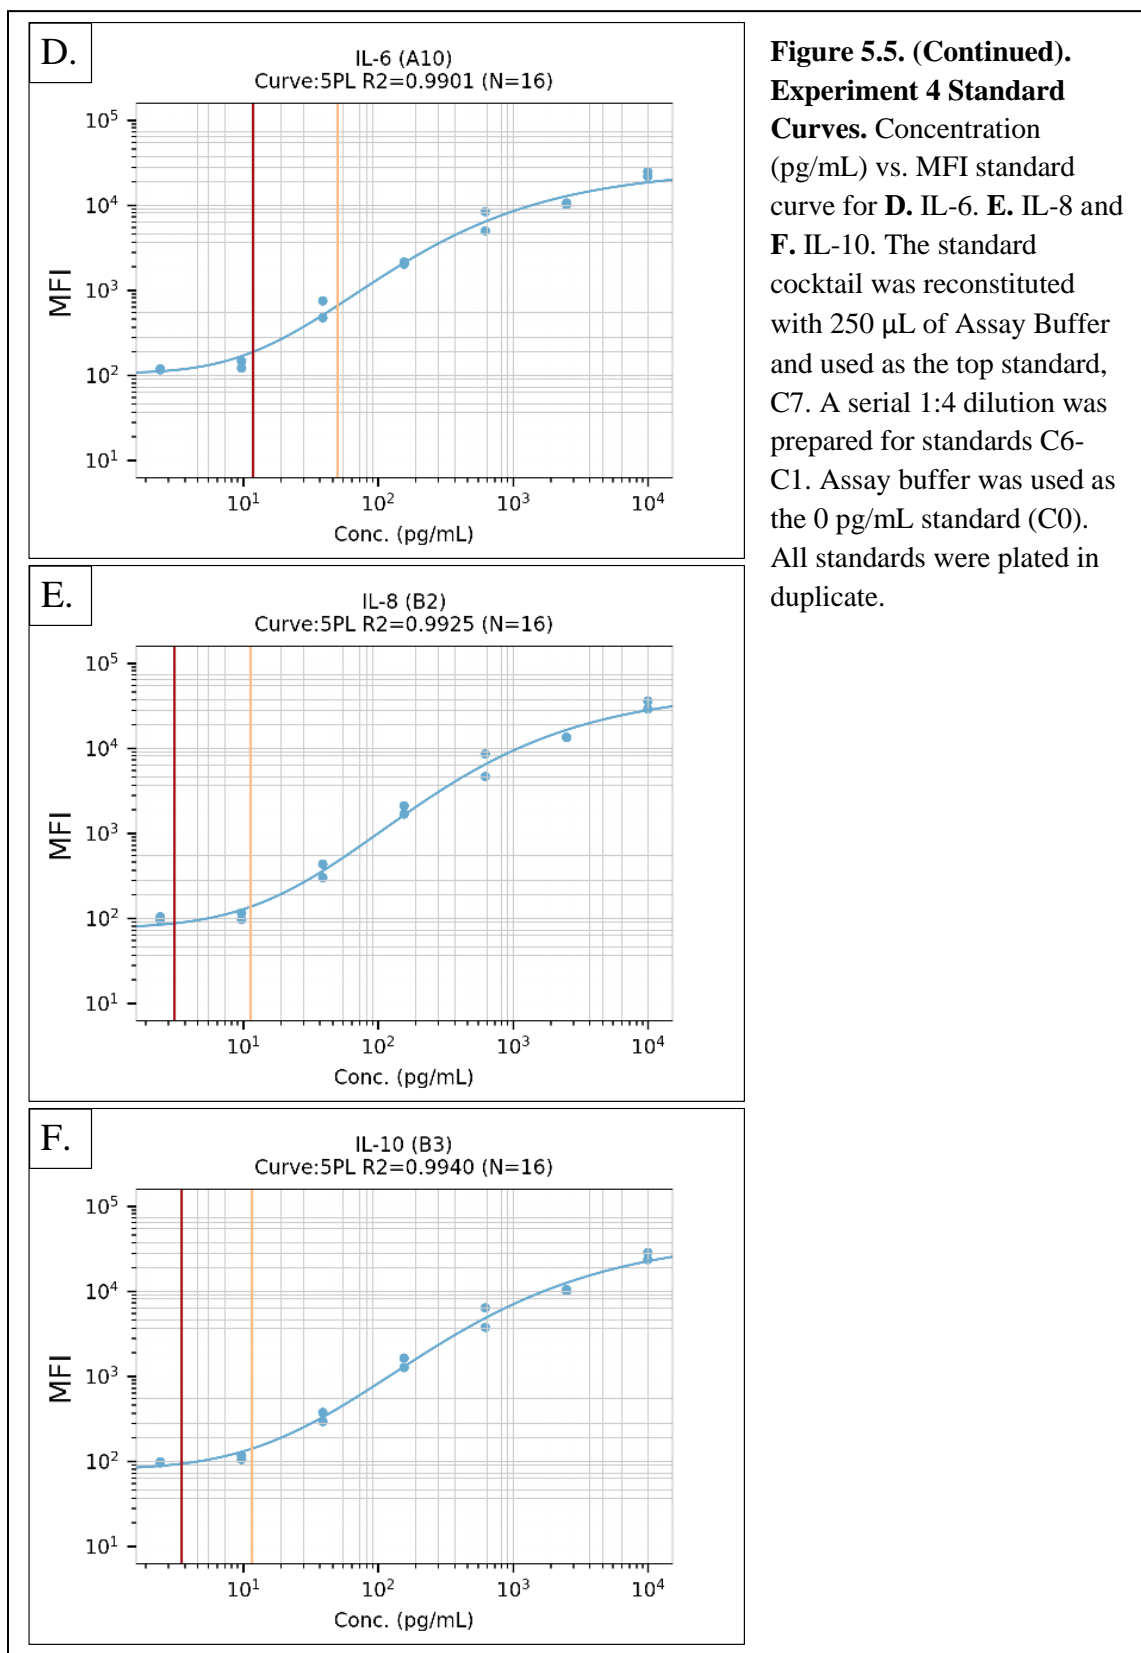 D.
IL-6 (A10)
Curve:5PL R2=0.9901 (N=16)
10⁵
10⁴
10³
10²
10¹
MFI
10¹ 10² 10³ 10⁴
Conc. (pg/mL)
E.
IL-8 (B2)
Curve:5PL R2=0.9925 (N=16)
10⁵
10⁴
10³
10²
10¹
MFI
10¹ 10² 10³ 10⁴
Conc. (pg/mL)
F.
IL-10 (B3)
Curve:5PL R2=0.9940 (N=16)
10⁵
10⁴
10³
10²
10¹
MFI
10¹ 10² 10³ 10⁴
Conc. (pg/mL)
Figure 5.5. (Continued).
Experiment 4 Standard
Curves. Concentration
(pg/mL) vs. MFI standard
curve for D. IL-6. E. IL-8 and
F. IL-10. The standard
cocktail was reconstituted
with 250 μL of Assay Buffer
and used as the top standard,
C7. A serial 1:4 dilution was
prepared for standards C6-
C1. Assay buffer was used as
the 0 pg/mL standard (C0).
All standards were plated in
duplicate.